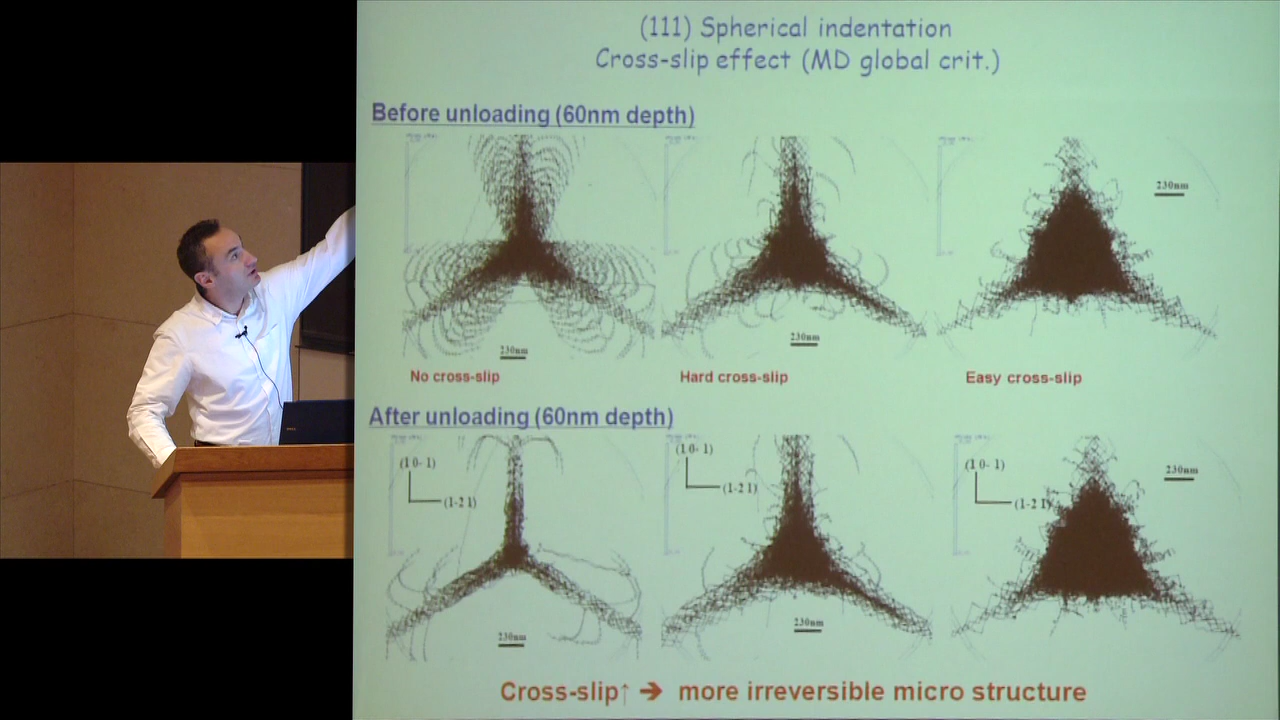 (111) Spherical indentation
Cross-slip effect (MD global crit.)
Before unloading (60nm depth)
230nm
230nm
230nm
No cross-slip
Hard cross-slip
Easy cross-slip
After unloading (60nm depth)
(1 0- 1)
(1-2 1)
(1 0- 1)
(1-2 1)
(1 0- 1)
(1-2 1)
230nm
230nm
230nm
Cross-slip↑ ➔ more irreversible micro structure